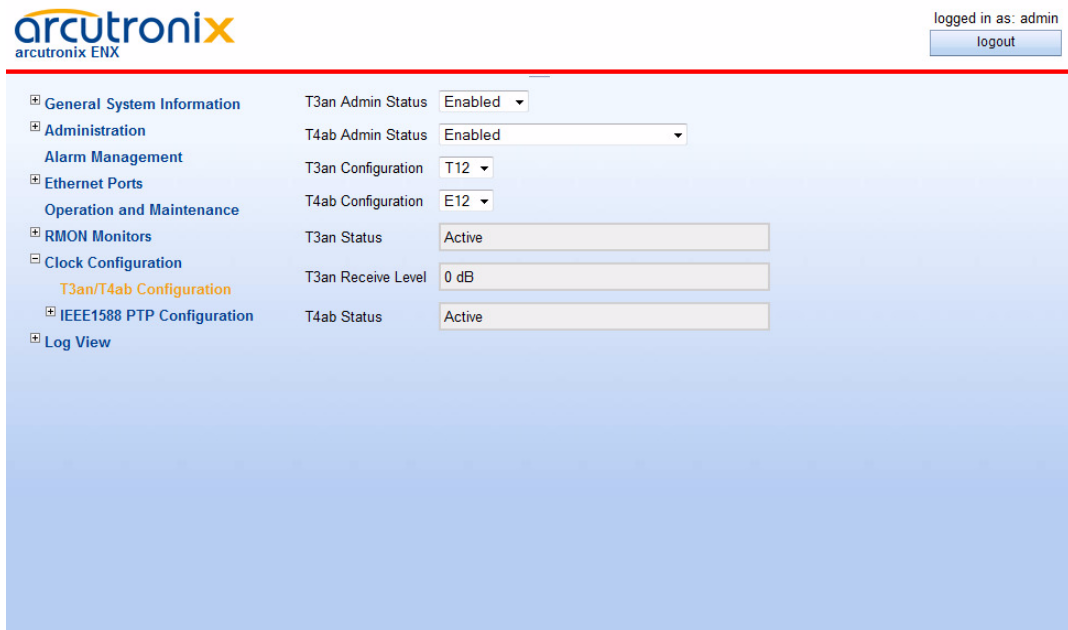 arcutronix
arcutronix ENX
logged in as: admin
logout
General System Information
Administration
Alarm Management
Ethernet Ports
Operation and Maintenance
RMON Monitors
Clock Configuration
T3an/T4ab Configuration
IEEE1588 PTP Configuration
Log View
T3an Admin Status Enabled
T4ab Admin Status Enabled
T3an Configuration T12
T4ab Configuration E12
T3an Status Active
T3an Receive Level 0 dB
T4ab Status Active